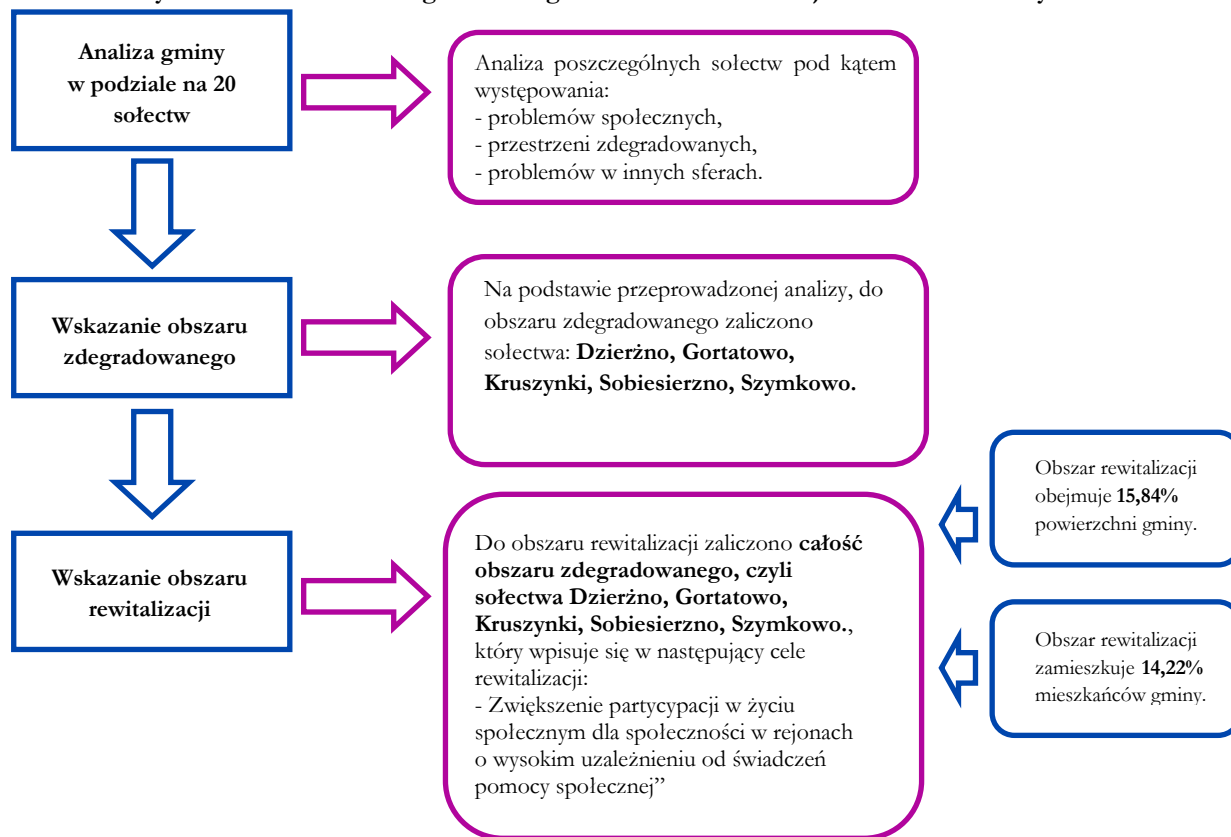 Analiza gminy
w podziale na 20
sołectw
Analiza poszczególnych sołectw pod kątem
występowania:
- problemów społecznych,
- przestrzeni zdegradowanych,
- problemów w innych sferach.
Wskazanie obszaru
zdegradowanego
Na podstawie przeprowadzonej analizy, do
obszaru zdegradowanego zaliczono
sołectwa: Dzierżno, Gortatowo,
Kruszynki, Sobiesierzno, Szymkowo.
Wskazanie obszaru
rewitalizacji
Do obszaru rewitalizacji zaliczono całość
obszaru zdegradowanego, czyli
sołectwa Dzierżno, Gortatowo,
Kruszynki, Sobiesierzno, Szymkowo.,
który wpisuje się w następujący cele
rewitalizacji:
- Zwiększenie partycypacji w życiu
społecznym dla społeczności w rejonach
o wysokim uzależnieniu od świadczeń
pomocy społecznej”
Obszar rewitalizacji
obejmuje 15,84%
powierzchni gminy.
Obszar rewitalizacji
zamieszkuje 14,22%
mieszkańców gminy.